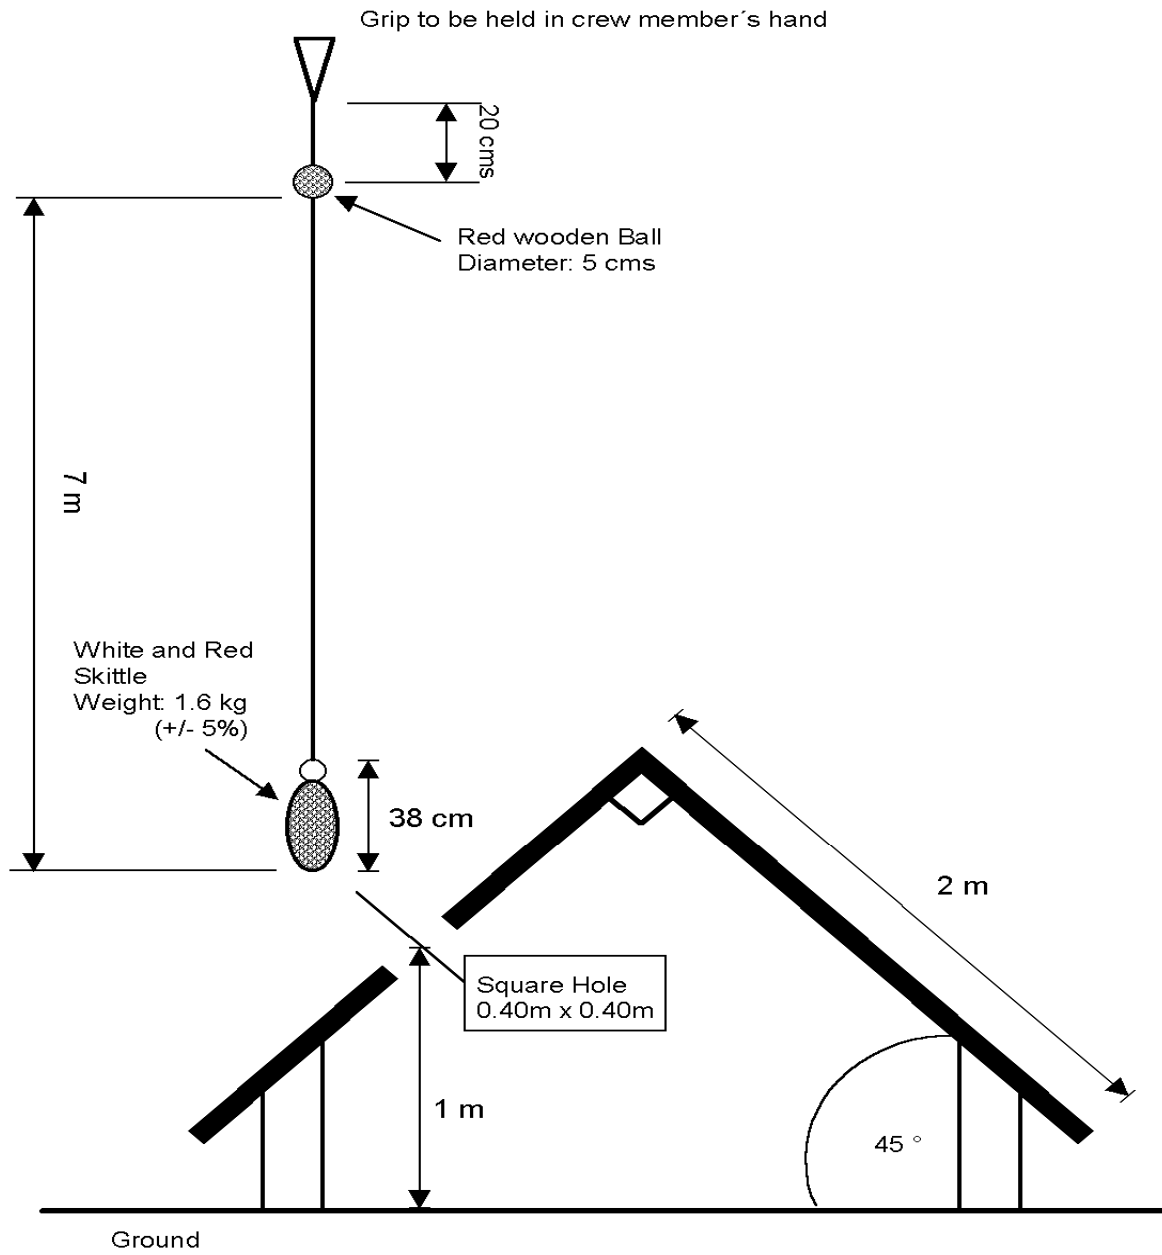 Grip to be held in crew member´s hand
20 cms
Red wooden Ball
Diameter: 5 cms
7 m
White and Red
Skittle
Weight: 1.6 kg
(+/- 5%)
38 cm
2 m
Square Hole
0.40m x 0.40m
1 m
45 °
Ground